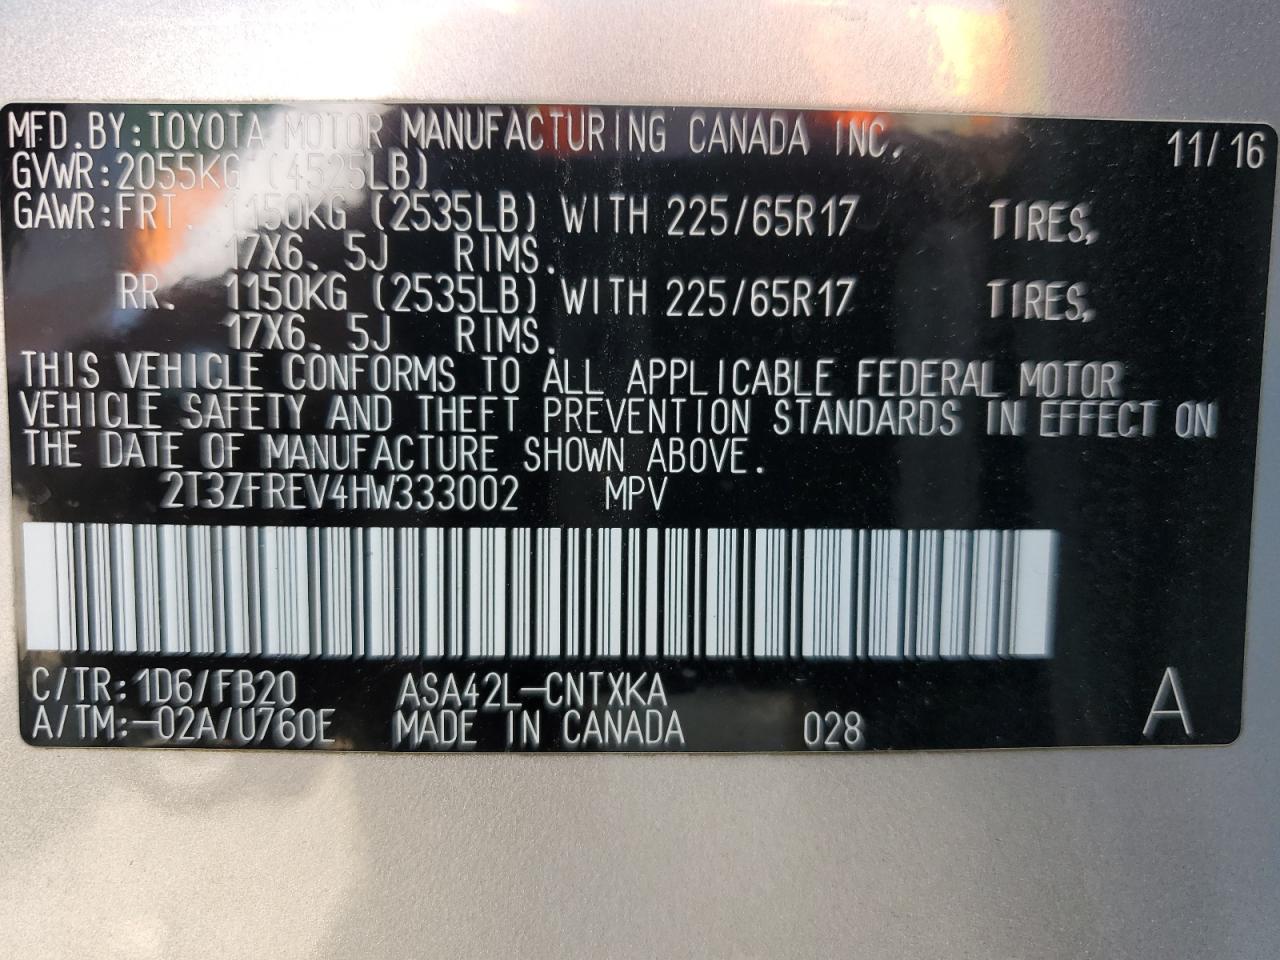 MFD.BY:TOYOTA MOTOR MANUFACTURING CANADA INC. 11/16
GVWR:2055KG (4525LB)
GAWR:FRT. 1150KG (2535LB) WITH 225/65R17 TIRES,
17X6.5J RIMS.
RR. 1150KG (2535LB) WITH 225/65R17 TIRES,
17X6.5J RIMS.
THIS VEHICLE CONFORMS TO ALL APPLICABLE FEDERAL MOTOR
VEHICLE SAFETY AND THEFT PREVENTION STANDARDS IN EFFECT ON
THE DATE OF MANUFACTURE SHOWN ABOVE.
2T3ZFREV4HW333002 MPV
C/TR:1D6/FB20 ASA42L-CNTXKA A
A/TM:-02A/U760E MADE IN CANADA 028